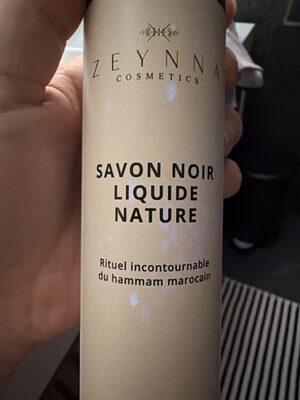 ZEYNNA
COSMETICS
SAVON NOIR
LIQUIDE
NATURE
Rituel incontournable
du hammam marocain